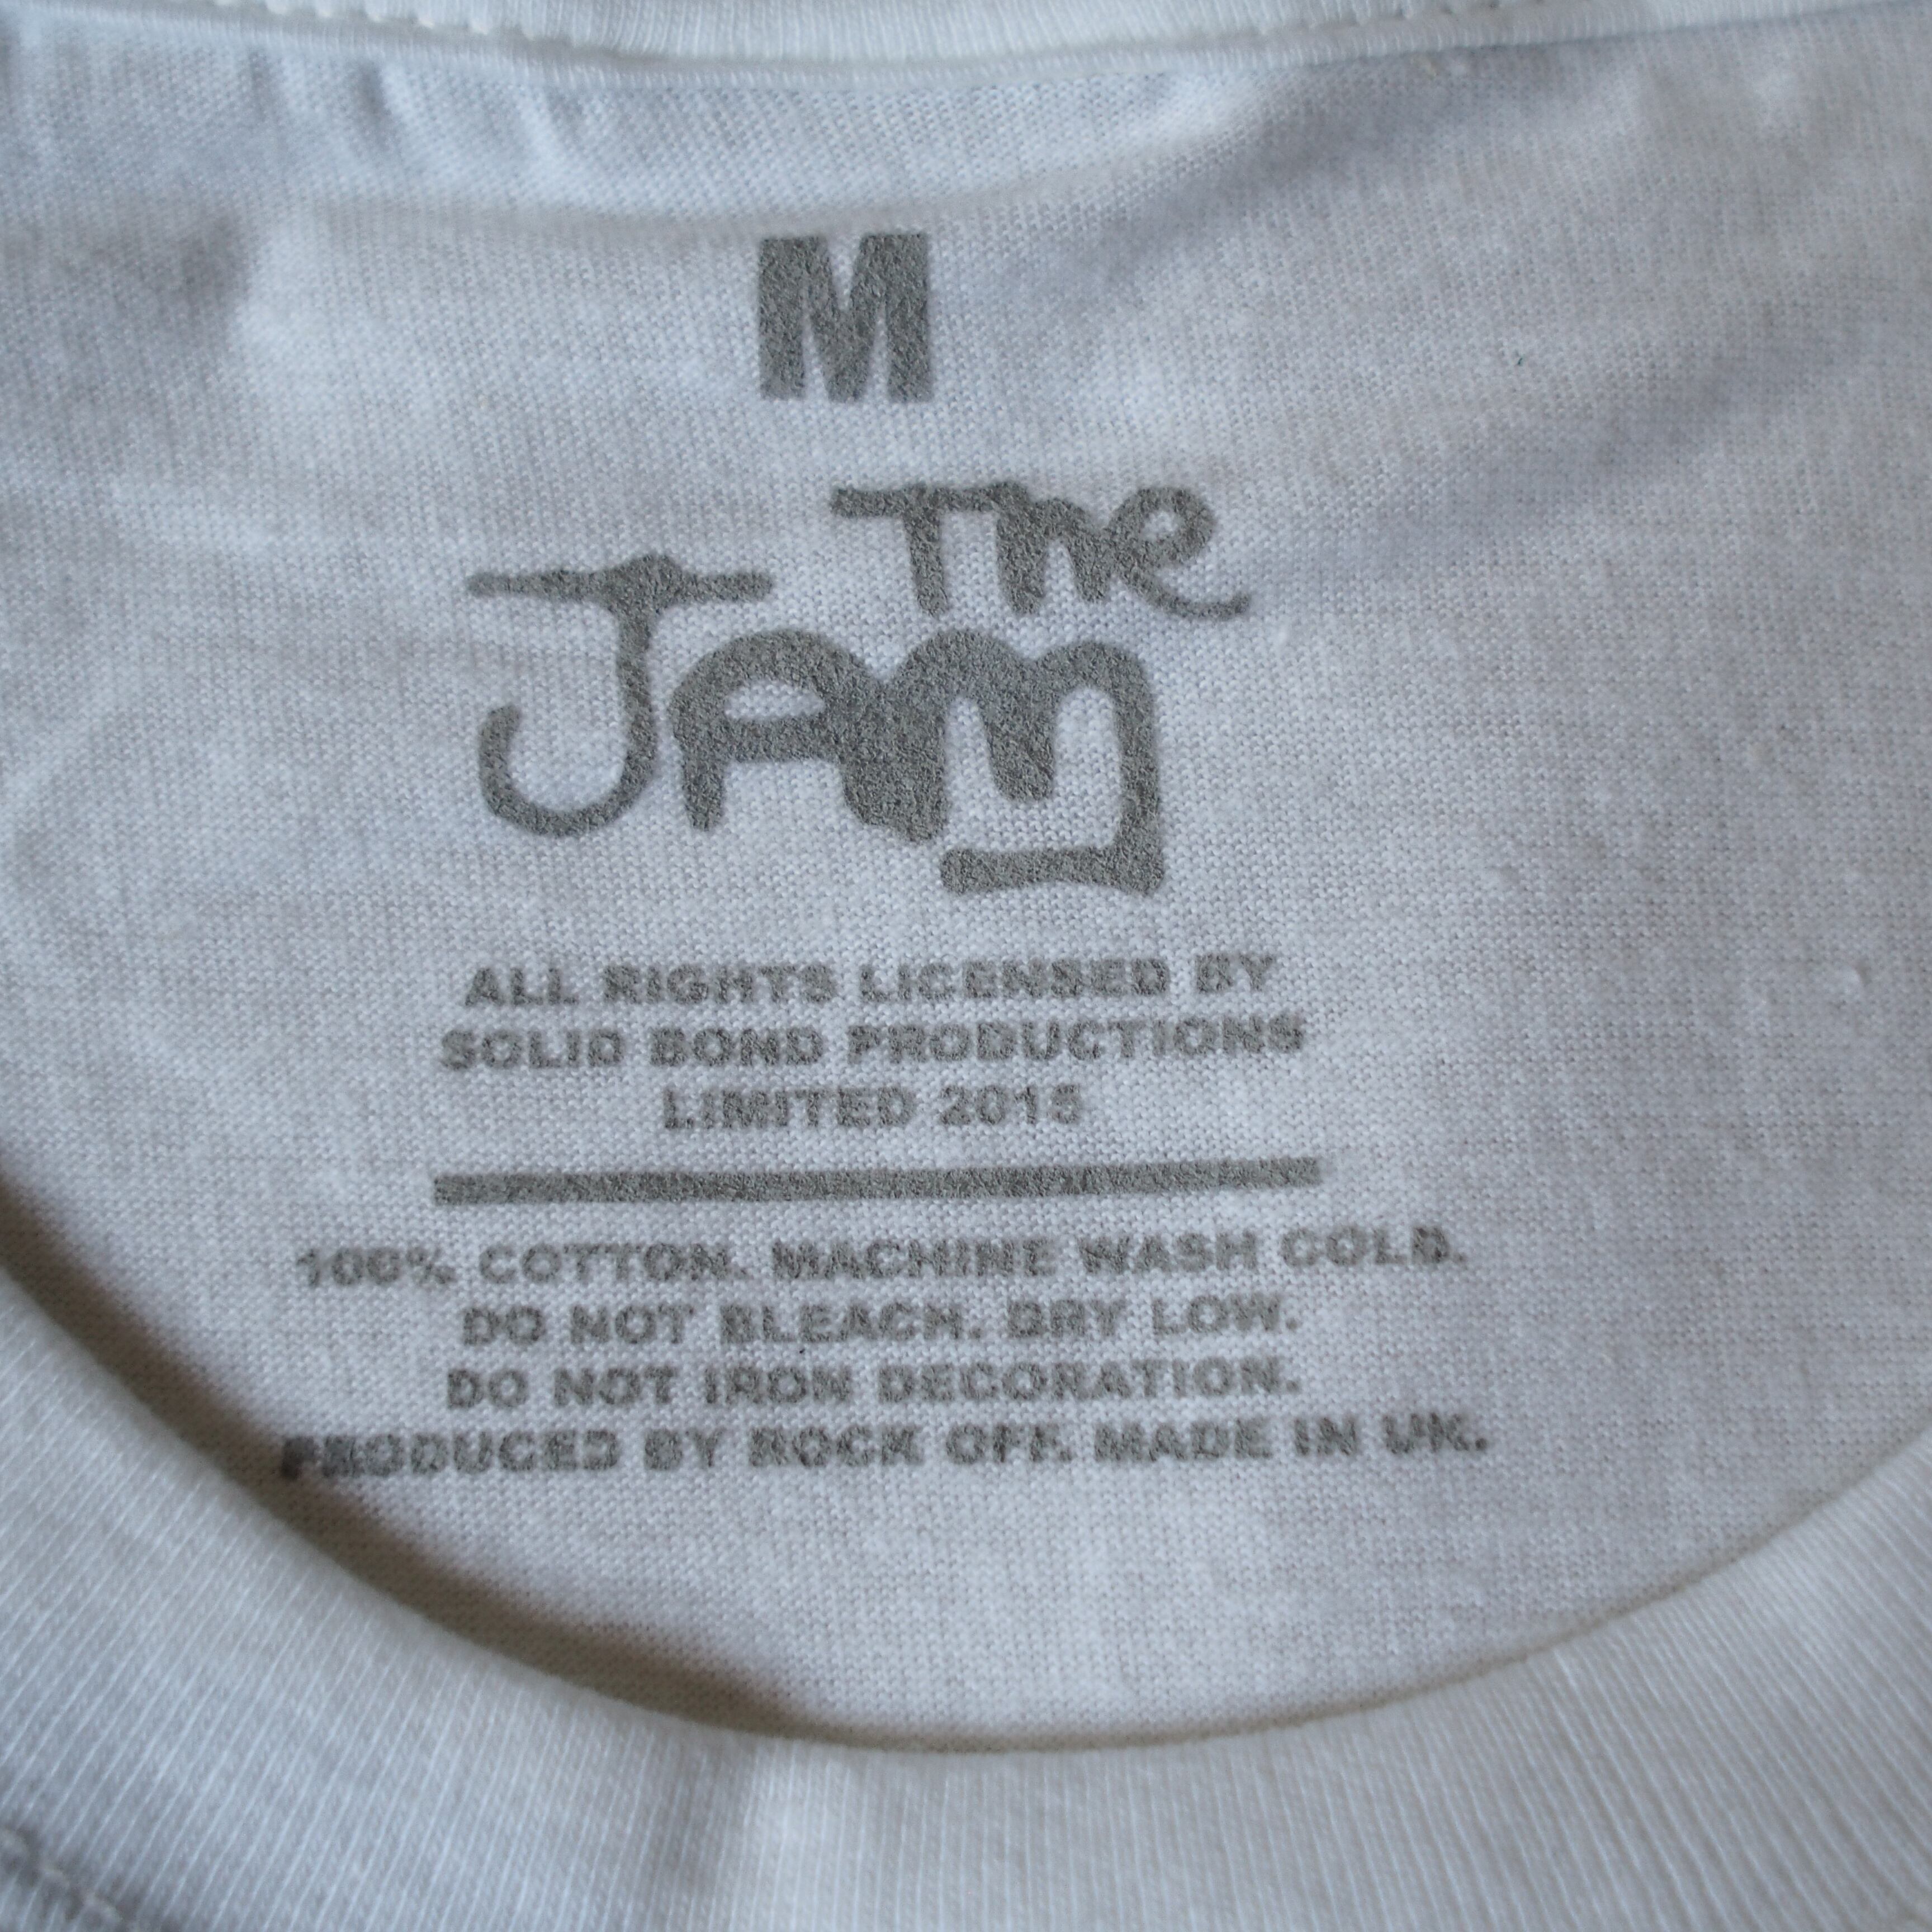 M
The
JAM
ALL RIGHTS LICENSED BY
SOLID BOND PRODUCTIONS
LIMITED 2015
100% COTTON. MACHINE WASH COLD.
DO NOT BLEACH. DRY LOW.
DO NOT IRON DECORATION.
PRODUCED BY ROCK OFF. MADE IN UK.